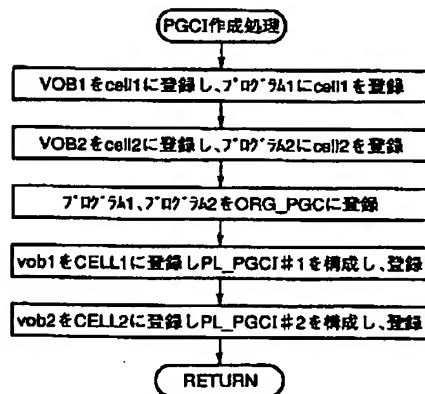 PGCI作成処理
VOB1をcell1に登録し、ﾌﾟﾛｸﾞﾗﾑ1にcell1を登録
VOB2をcell2に登録し、ﾌﾟﾛｸﾞﾗﾑ2にcell2を登録
ﾌﾟﾛｸﾞﾗﾑ1、ﾌﾟﾛｸﾞﾗﾑ2をORG_PGCに登録
vob1をCELL1に登録しPL_PGCI#1を構成し、登録
vob2をCELL2に登録しPL_PGCI#2を構成し、登録
RETURN